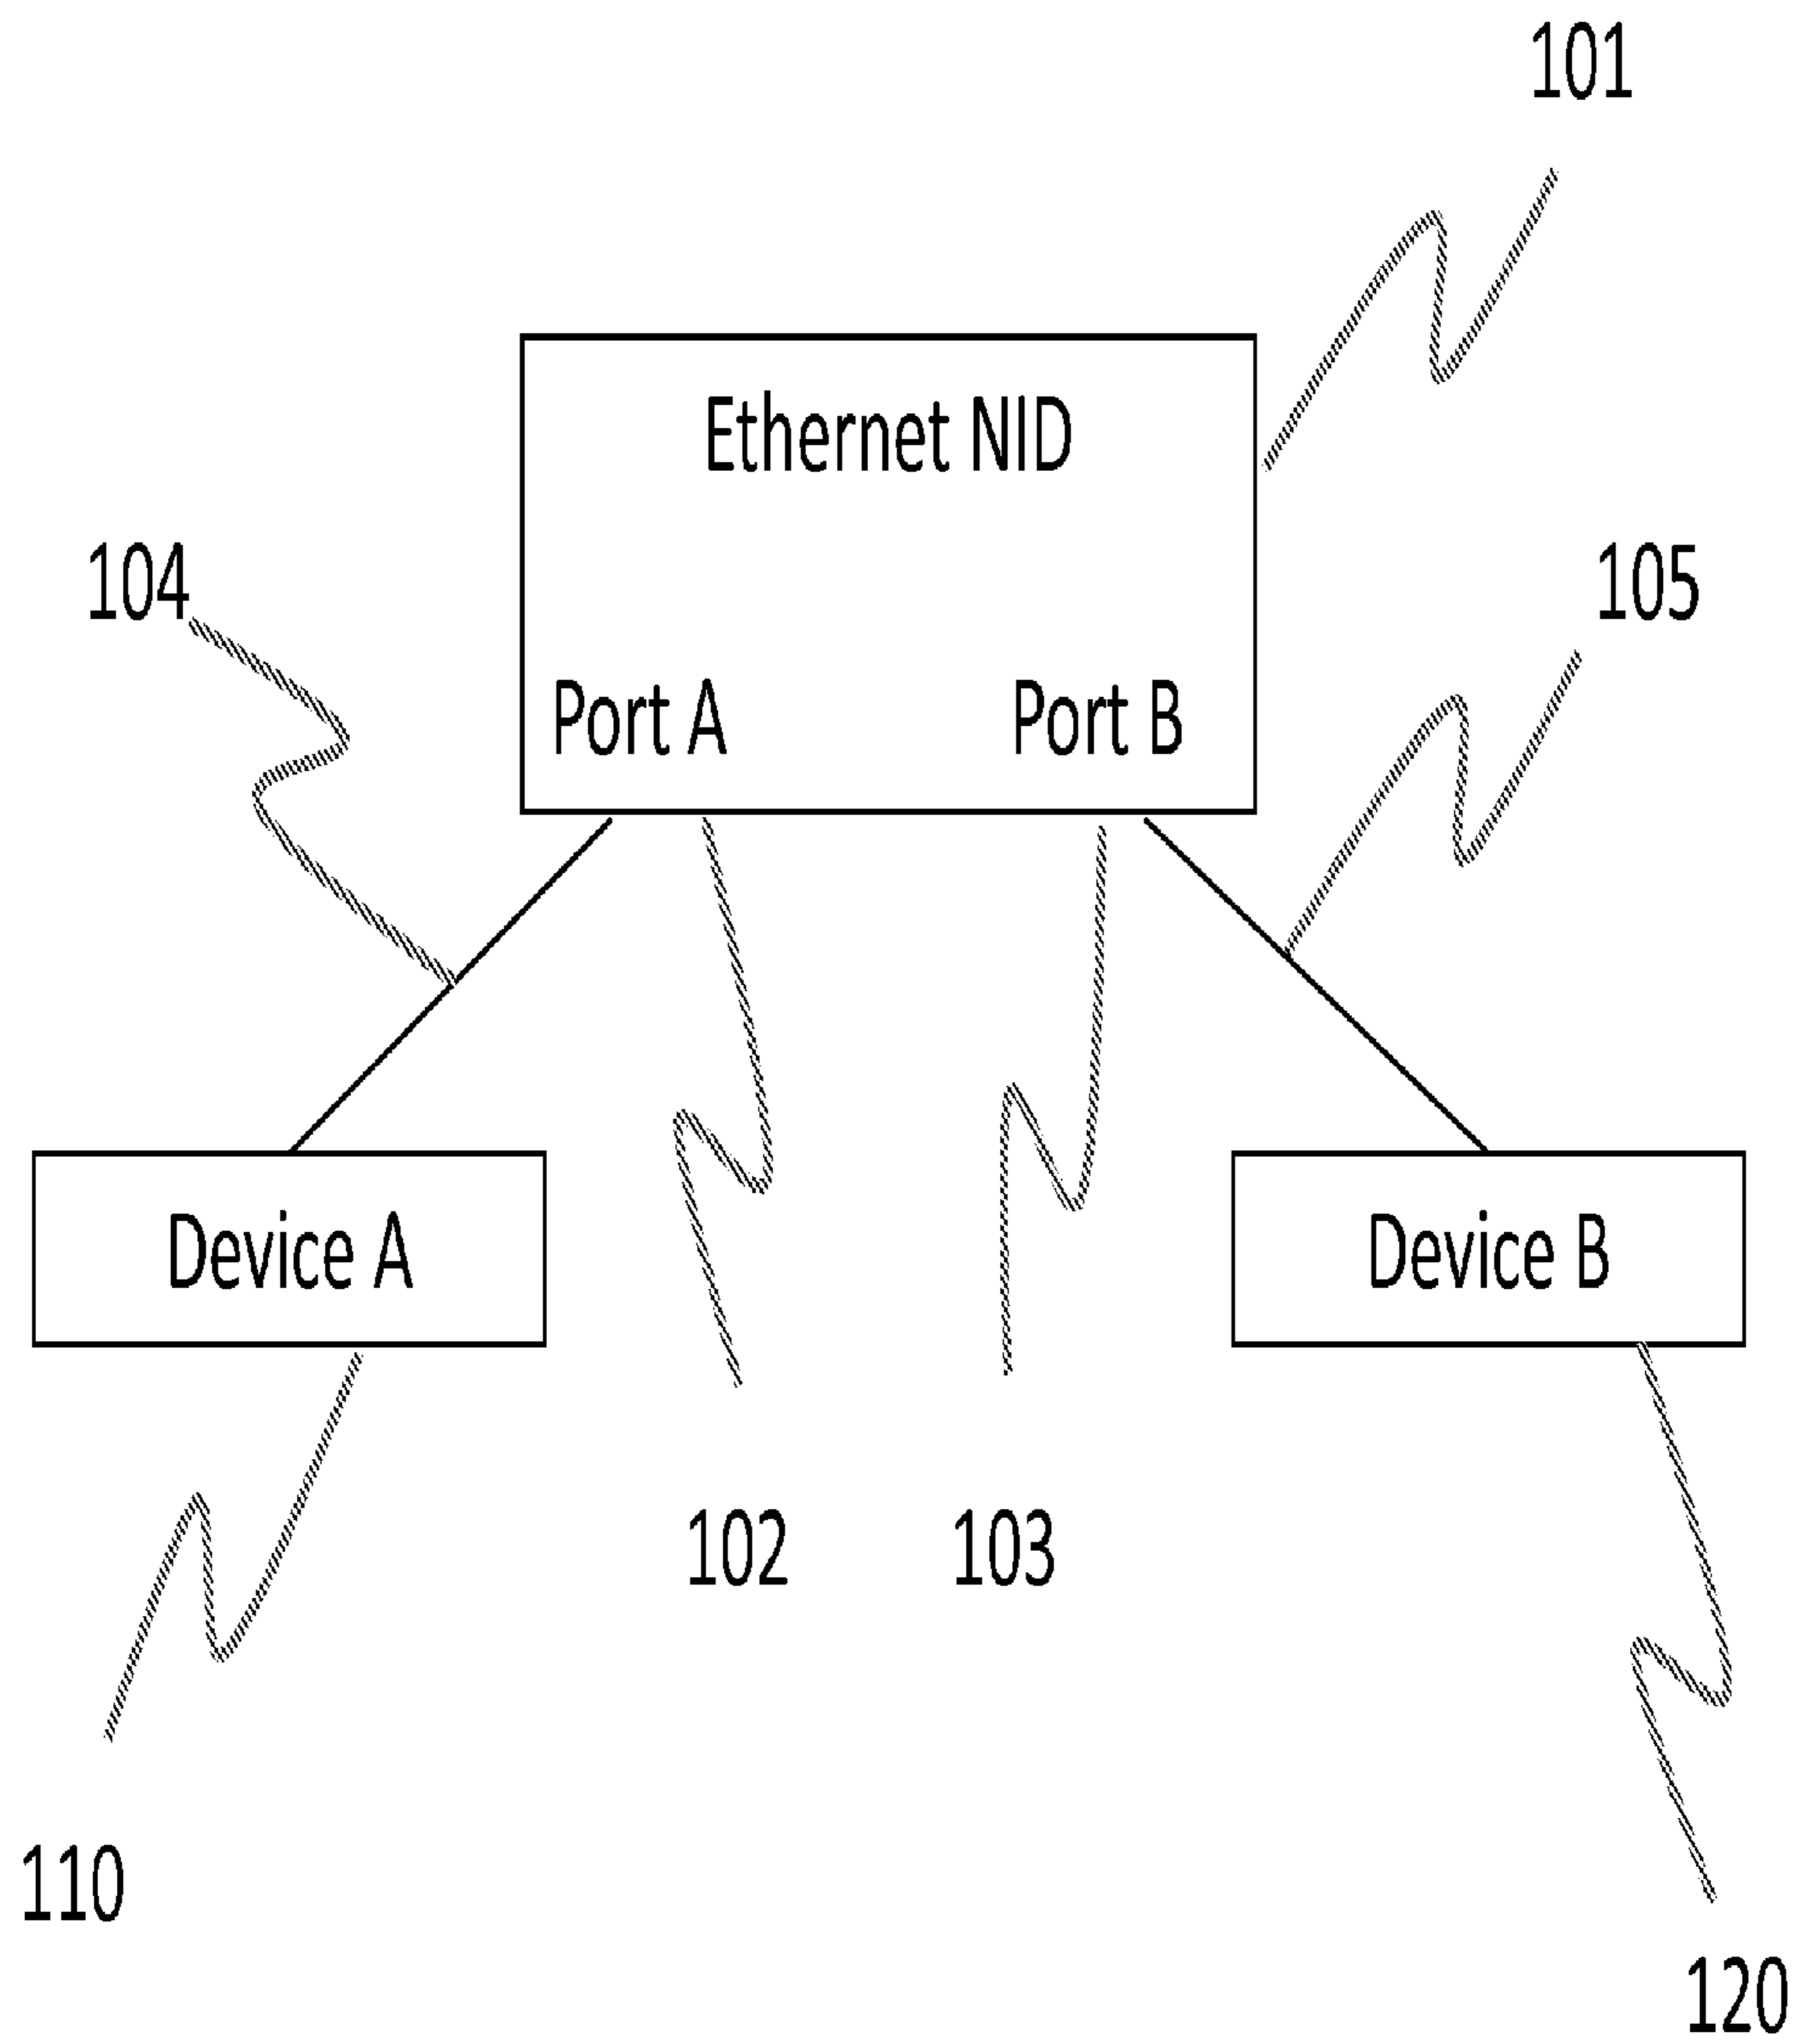 101
Ethernet NID
104
105
Port A
Port B
Device A
Device B
102
103
110
120